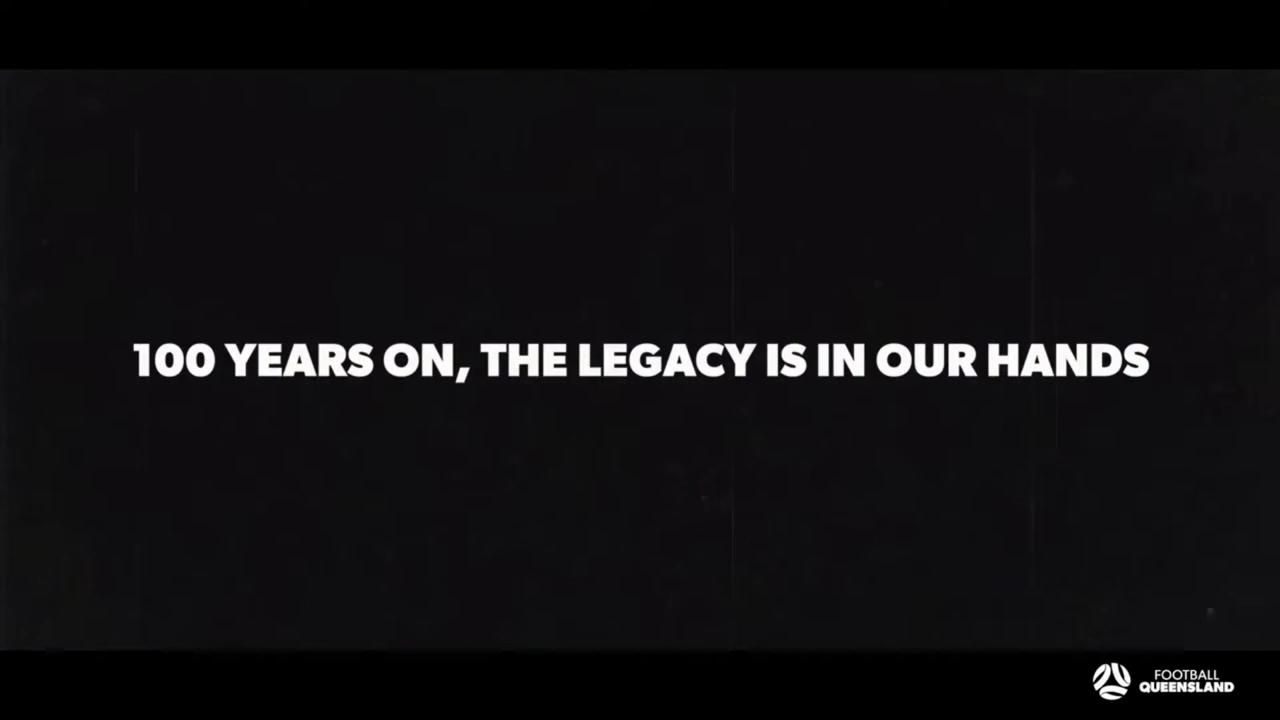 100 YEARS ON, THE LEGACY IS IN OUR HANDS
FOOTBALL
QUEENSLAND